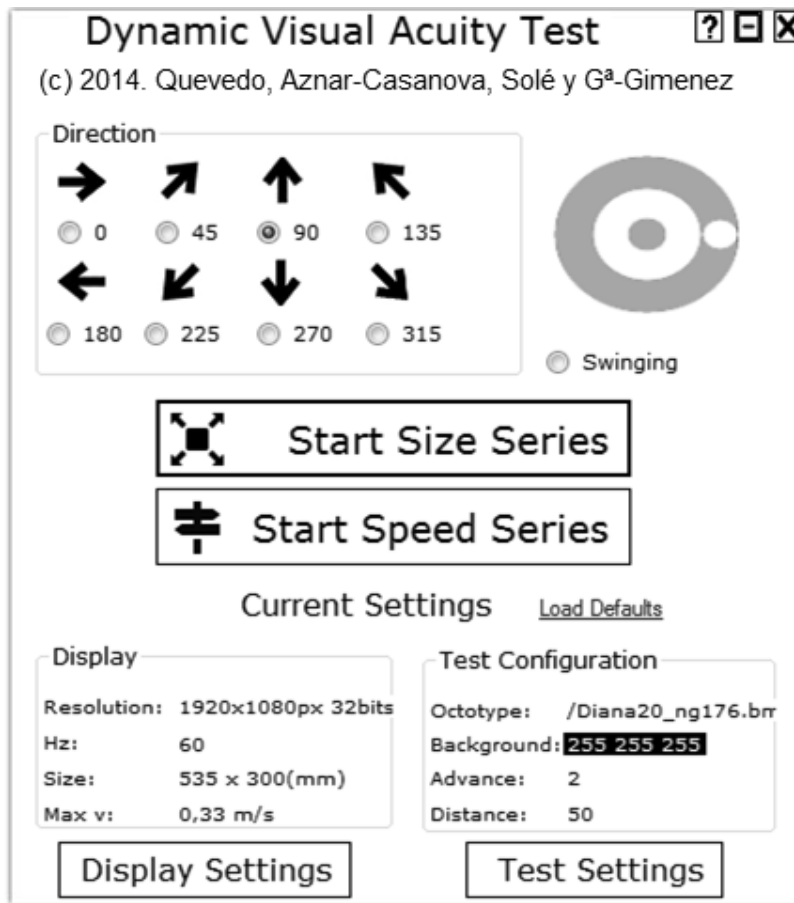 Dynamic Visual Acuity Test
(c) 2014. Quevedo, Aznar-Casanova, Solé y Gª-Gimenez
Direction
0 45 90 135
180 225 270 315
Swinging
Start Size Series
Start Speed Series
Current Settings Load Defaults
Display
Resolution: 1920x1080px 32bits
Hz: 60
Size: 535 x 300(mm)
Max v: 0,33 m/s
Display Settings
Test Configuration
Octotype: /Diana20_ng176.bm
Background: 255 255 255
Advance: 2
Distance: 50
Test Settings